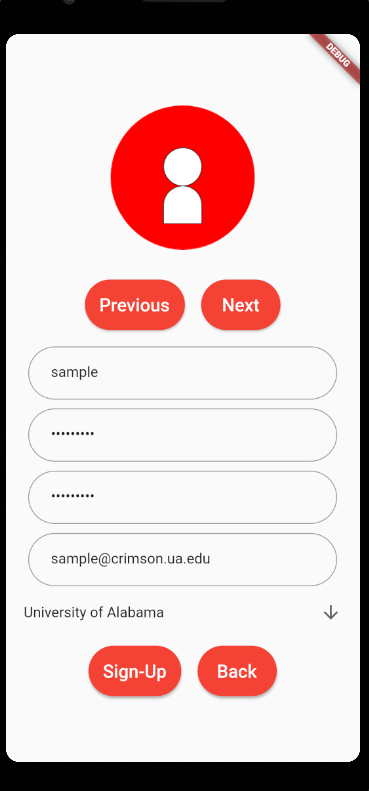 DEBUG
Previous Next
sample
•••••••••
•••••••••
sample@crimson.ua.edu
University of Alabama
Sign-Up Back